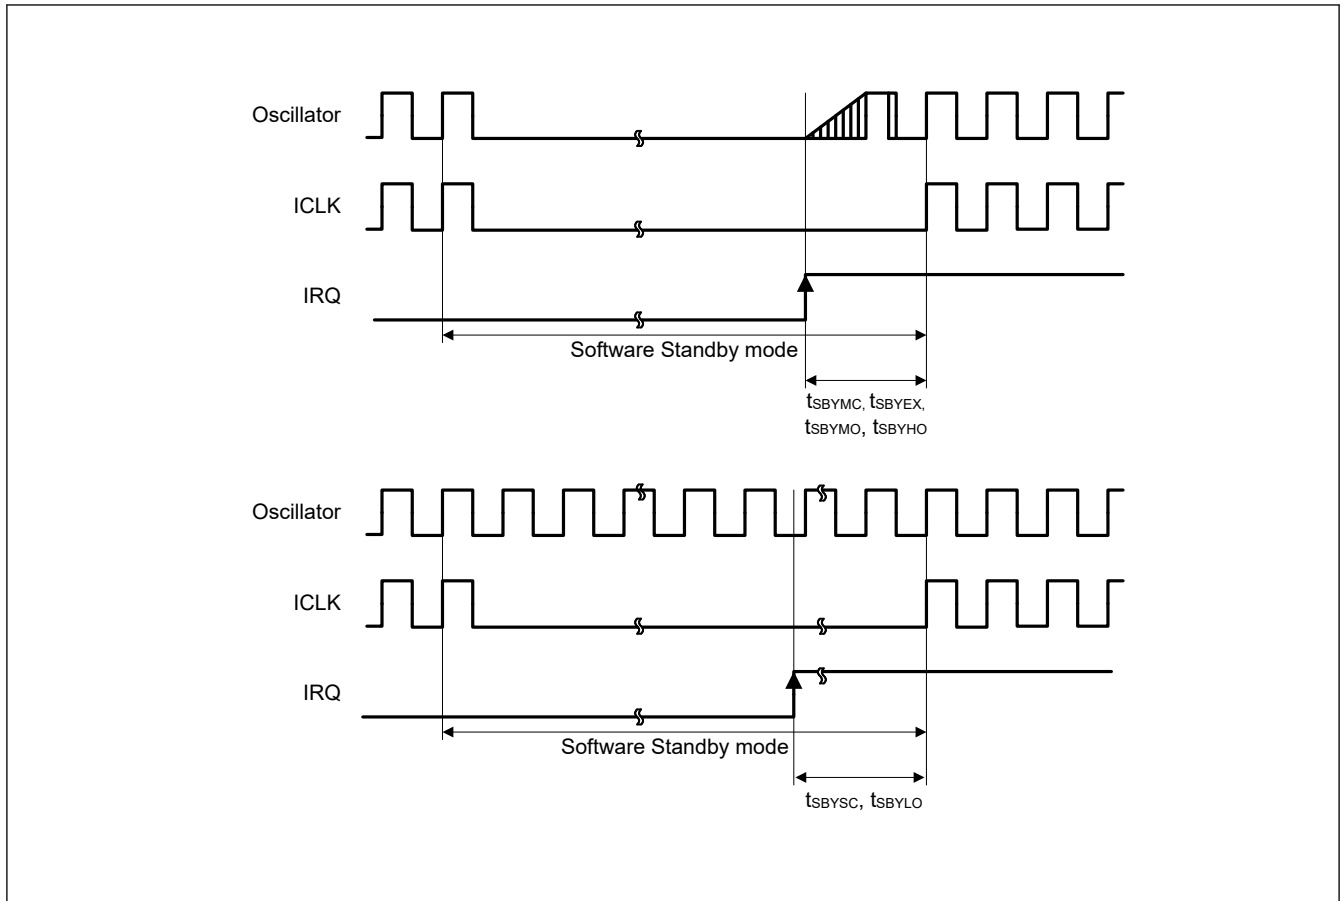 Oscillator
ICLK
IRQ
Software Standby mode
tSBYMC, tSBYEX,
tSBYMO, tSBYHO
Oscillator
ICLK
IRQ
Software Standby mode
tSBYSC, tSBYLO